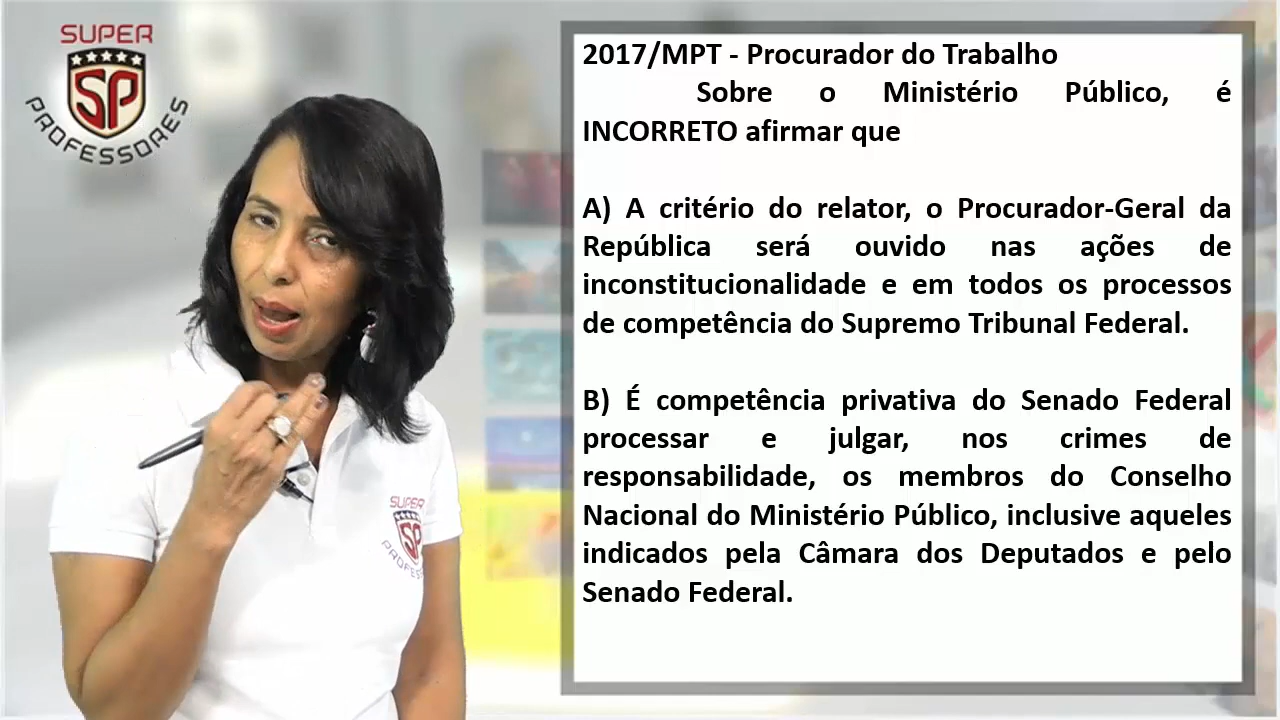 SUPER
SP
PROFESSORES
2017/MPT - Procurador do Trabalho
Sobre o Ministério Público, é
INCORRETO afirmar que
A) A critério do relator, o Procurador-Geral da
República será ouvido nas ações de
inconstitucionalidade e em todos os processos
de competência do Supremo Tribunal Federal.
B) É competência privativa do Senado Federal
processar e julgar, nos crimes de
responsabilidade, os membros do Conselho
Nacional do Ministério Público, inclusive aqueles
indicados pela Câmara dos Deputados e pelo
Senado Federal.
SUPER
SP